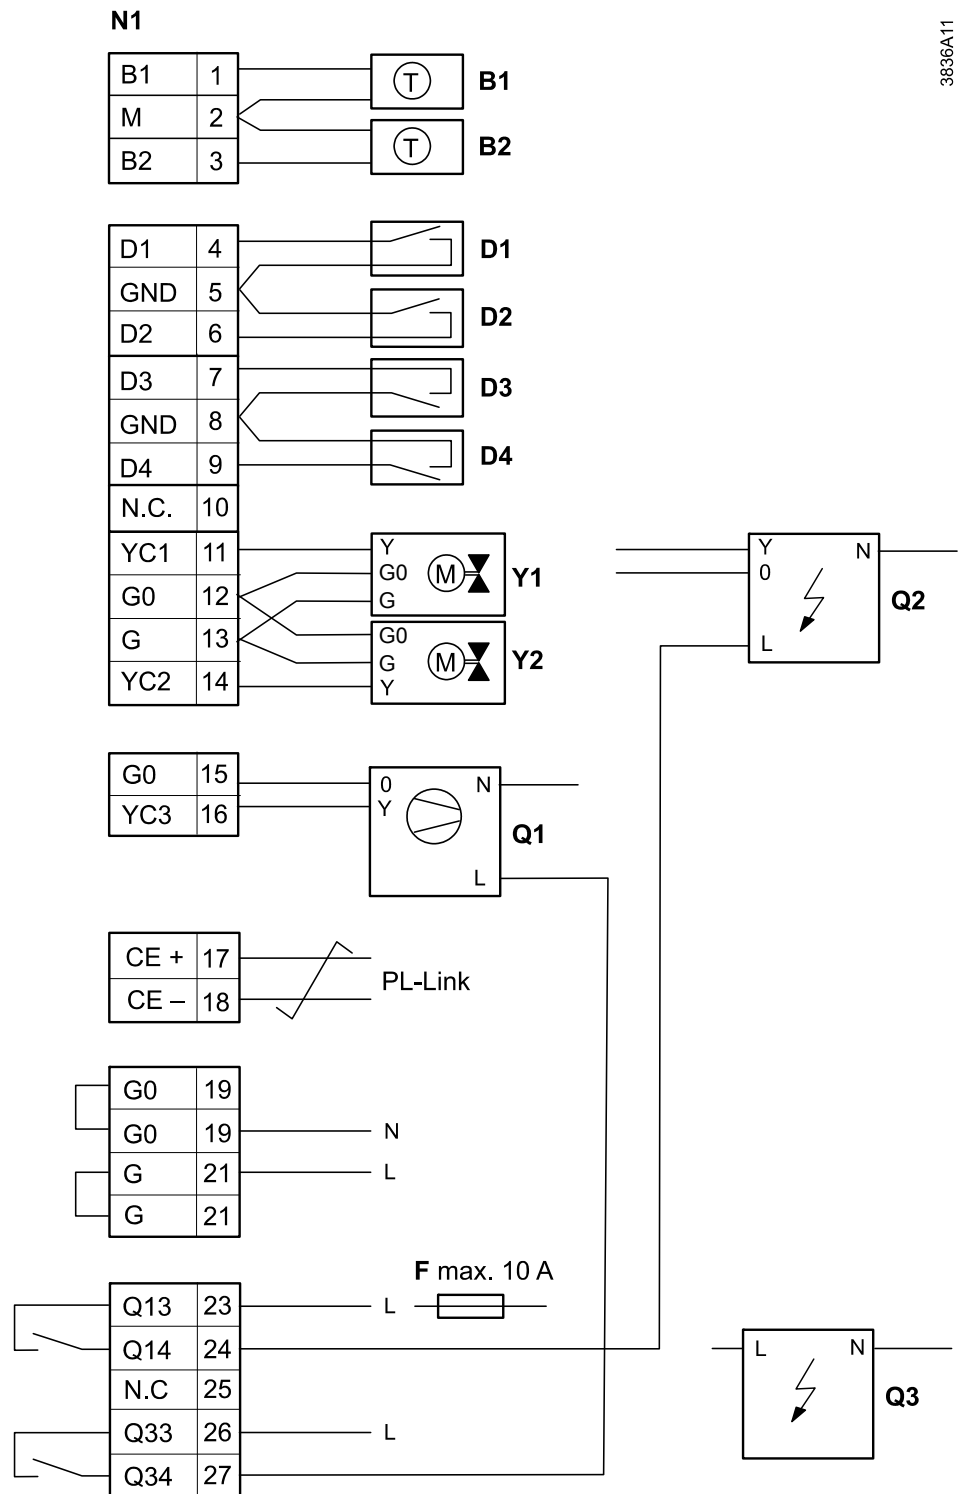 N1
3836A11
B1 1
M 2
B2 3
T B1
T B2
D1 4
GND 5
D2 6
D3 7
GND 8
D4 9
N.C. 10
YC1 11
G0 12
G 13
YC2 14
D1
D2
D3
D4
Y
G0
G
M
Y1
G0
G
Y
M
Y2
Y
0
L
N
Q2
G0 15
YC3 16
0
Y
N
L
Q1
CE + 17
CE – 18
PL-Link
G0 19
G0 19
G 21
G 21
N
L
F max. 10 A
Q13 23
Q14 24
N.C 25
Q33 26
Q34 27
L
L
L
N
Q3